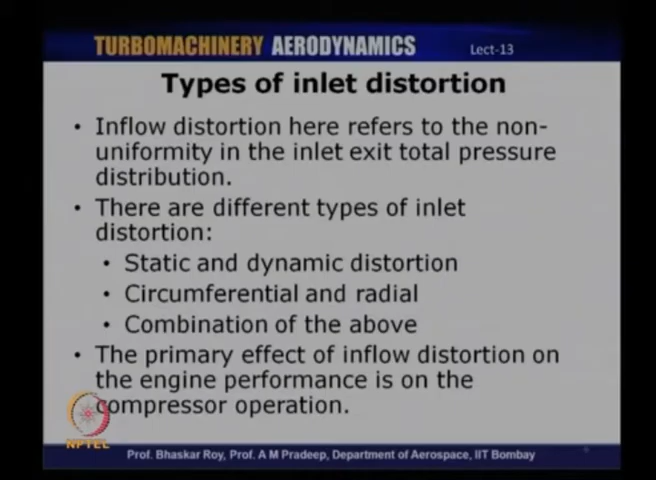 TURBOMACHINERY AERODYNAMICS Lect-13
Types of inlet distortion
• Inflow distortion here refers to the non-
uniformity in the inlet exit total pressure
distribution.
• There are different types of inlet
distortion:
• Static and dynamic distortion
• Circumferential and radial
• Combination of the above
• The primary effect of inflow distortion on
the engine performance is on the
compressor operation.
NPTEL
Prof. Bhaskar Roy, Prof. A M Pradeep, Department of Aerospace, IIT Bombay